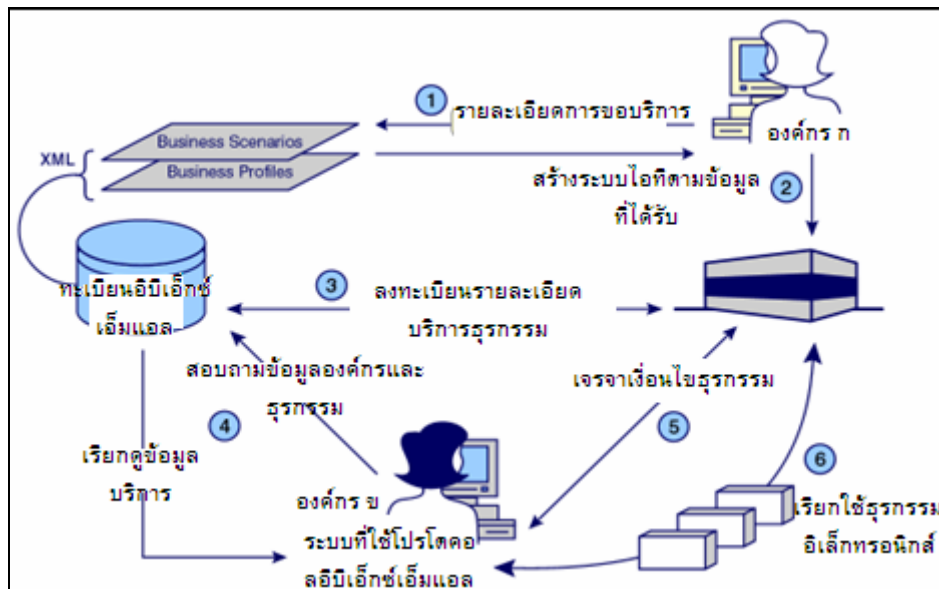 1
รายละเอียดการขอบริการ
องค์กร ก
XML
Business Scenarios
Business Profiles
สร้างระบบไอทีตามข้อมูล
ที่ได้รับ
2
ทะเบียนอีบีเอ็กซ์
เอ็มแอล
3
ลงทะเบียนรายละเอียด
บริการธุรกรรม
สอบถามข้อมูลองค์กรและ
ธุรกรรม
4
เจรจาเงื่อนไขธุรกรรม
5
เรียกดูข้อมูล
บริการ
6
เรียกใช้ธุรกรรม
อิเล็กทรอนิกส์
องค์กร ข
ระบบที่ใช้โปรโตคอ
ลอีบีเอ็กซ์เอ็มแอล